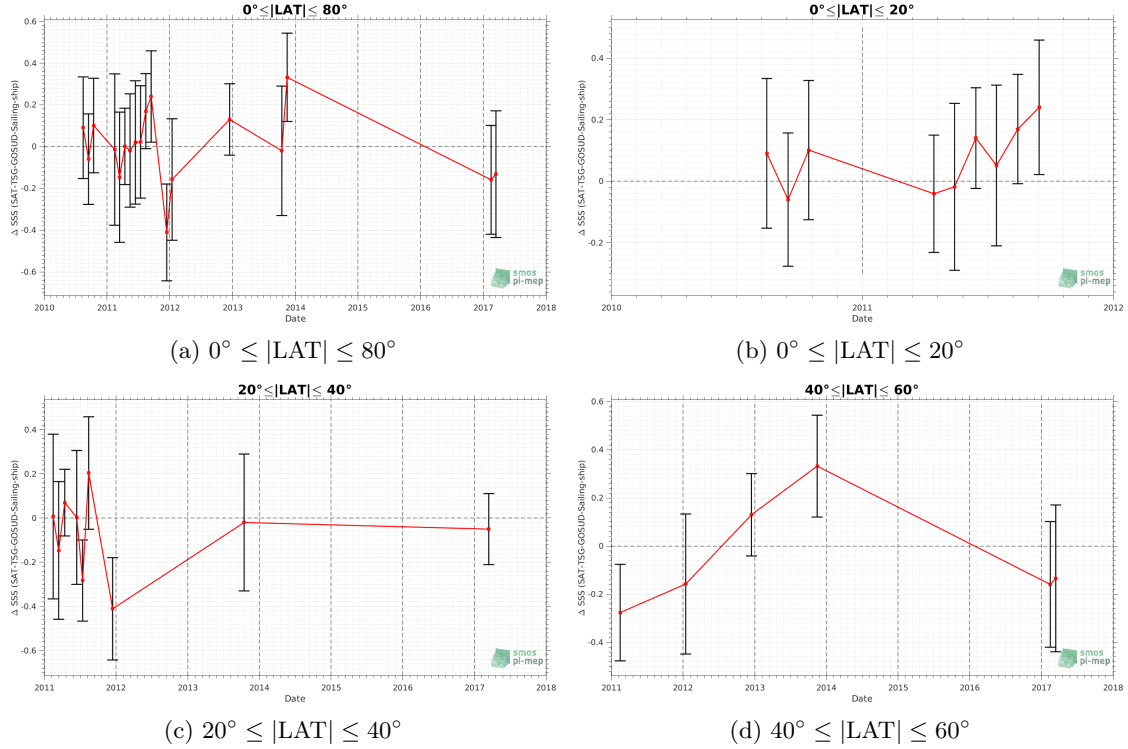 0°≤|LAT|≤ 80°
Δ SSS (SAT-TSG-GOSUD-Sailing-ship)
0.6
0.4
0.2
0
-0.2
-0.4
-0.6
2010 2011 2012 2013 2014 2015 2016 2017 2018
Date
smos
pi-mep
(a) 0° ≤ |LAT| ≤ 80°
0°≤|LAT|≤ 20°
Δ SSS (SAT-TSG-GOSUD-Sailing-ship)
0.4
0.2
0
-0.2
2010 2011 2012
Date
smos
pi-mep
(b) 0° ≤ |LAT| ≤ 20°
20°≤|LAT|≤ 40°
Δ SSS (SAT-TSG-GOSUD-Sailing-ship)
0.4
0.2
0
-0.2
-0.4
-0.6
2011 2012 2013 2014 2015 2016 2017 2018
Date
smos
pi-mep
(c) 20° ≤ |LAT| ≤ 40°
40°≤|LAT|≤ 60°
Δ SSS (SAT-TSG-GOSUD-Sailing-ship)
0.6
0.4
0.2
0
-0.2
-0.4
2011 2012 2013 2014 2015 2016 2017 2018
Date
smos
pi-mep
(d) 40° ≤ |LAT| ≤ 60°